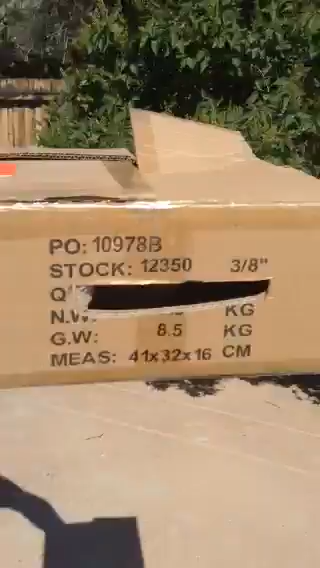 PO: 10978B
STOCK: 12350 3/8"
N.W. KG
G.W: 8.5 KG
MEAS: 41x32x16 CM